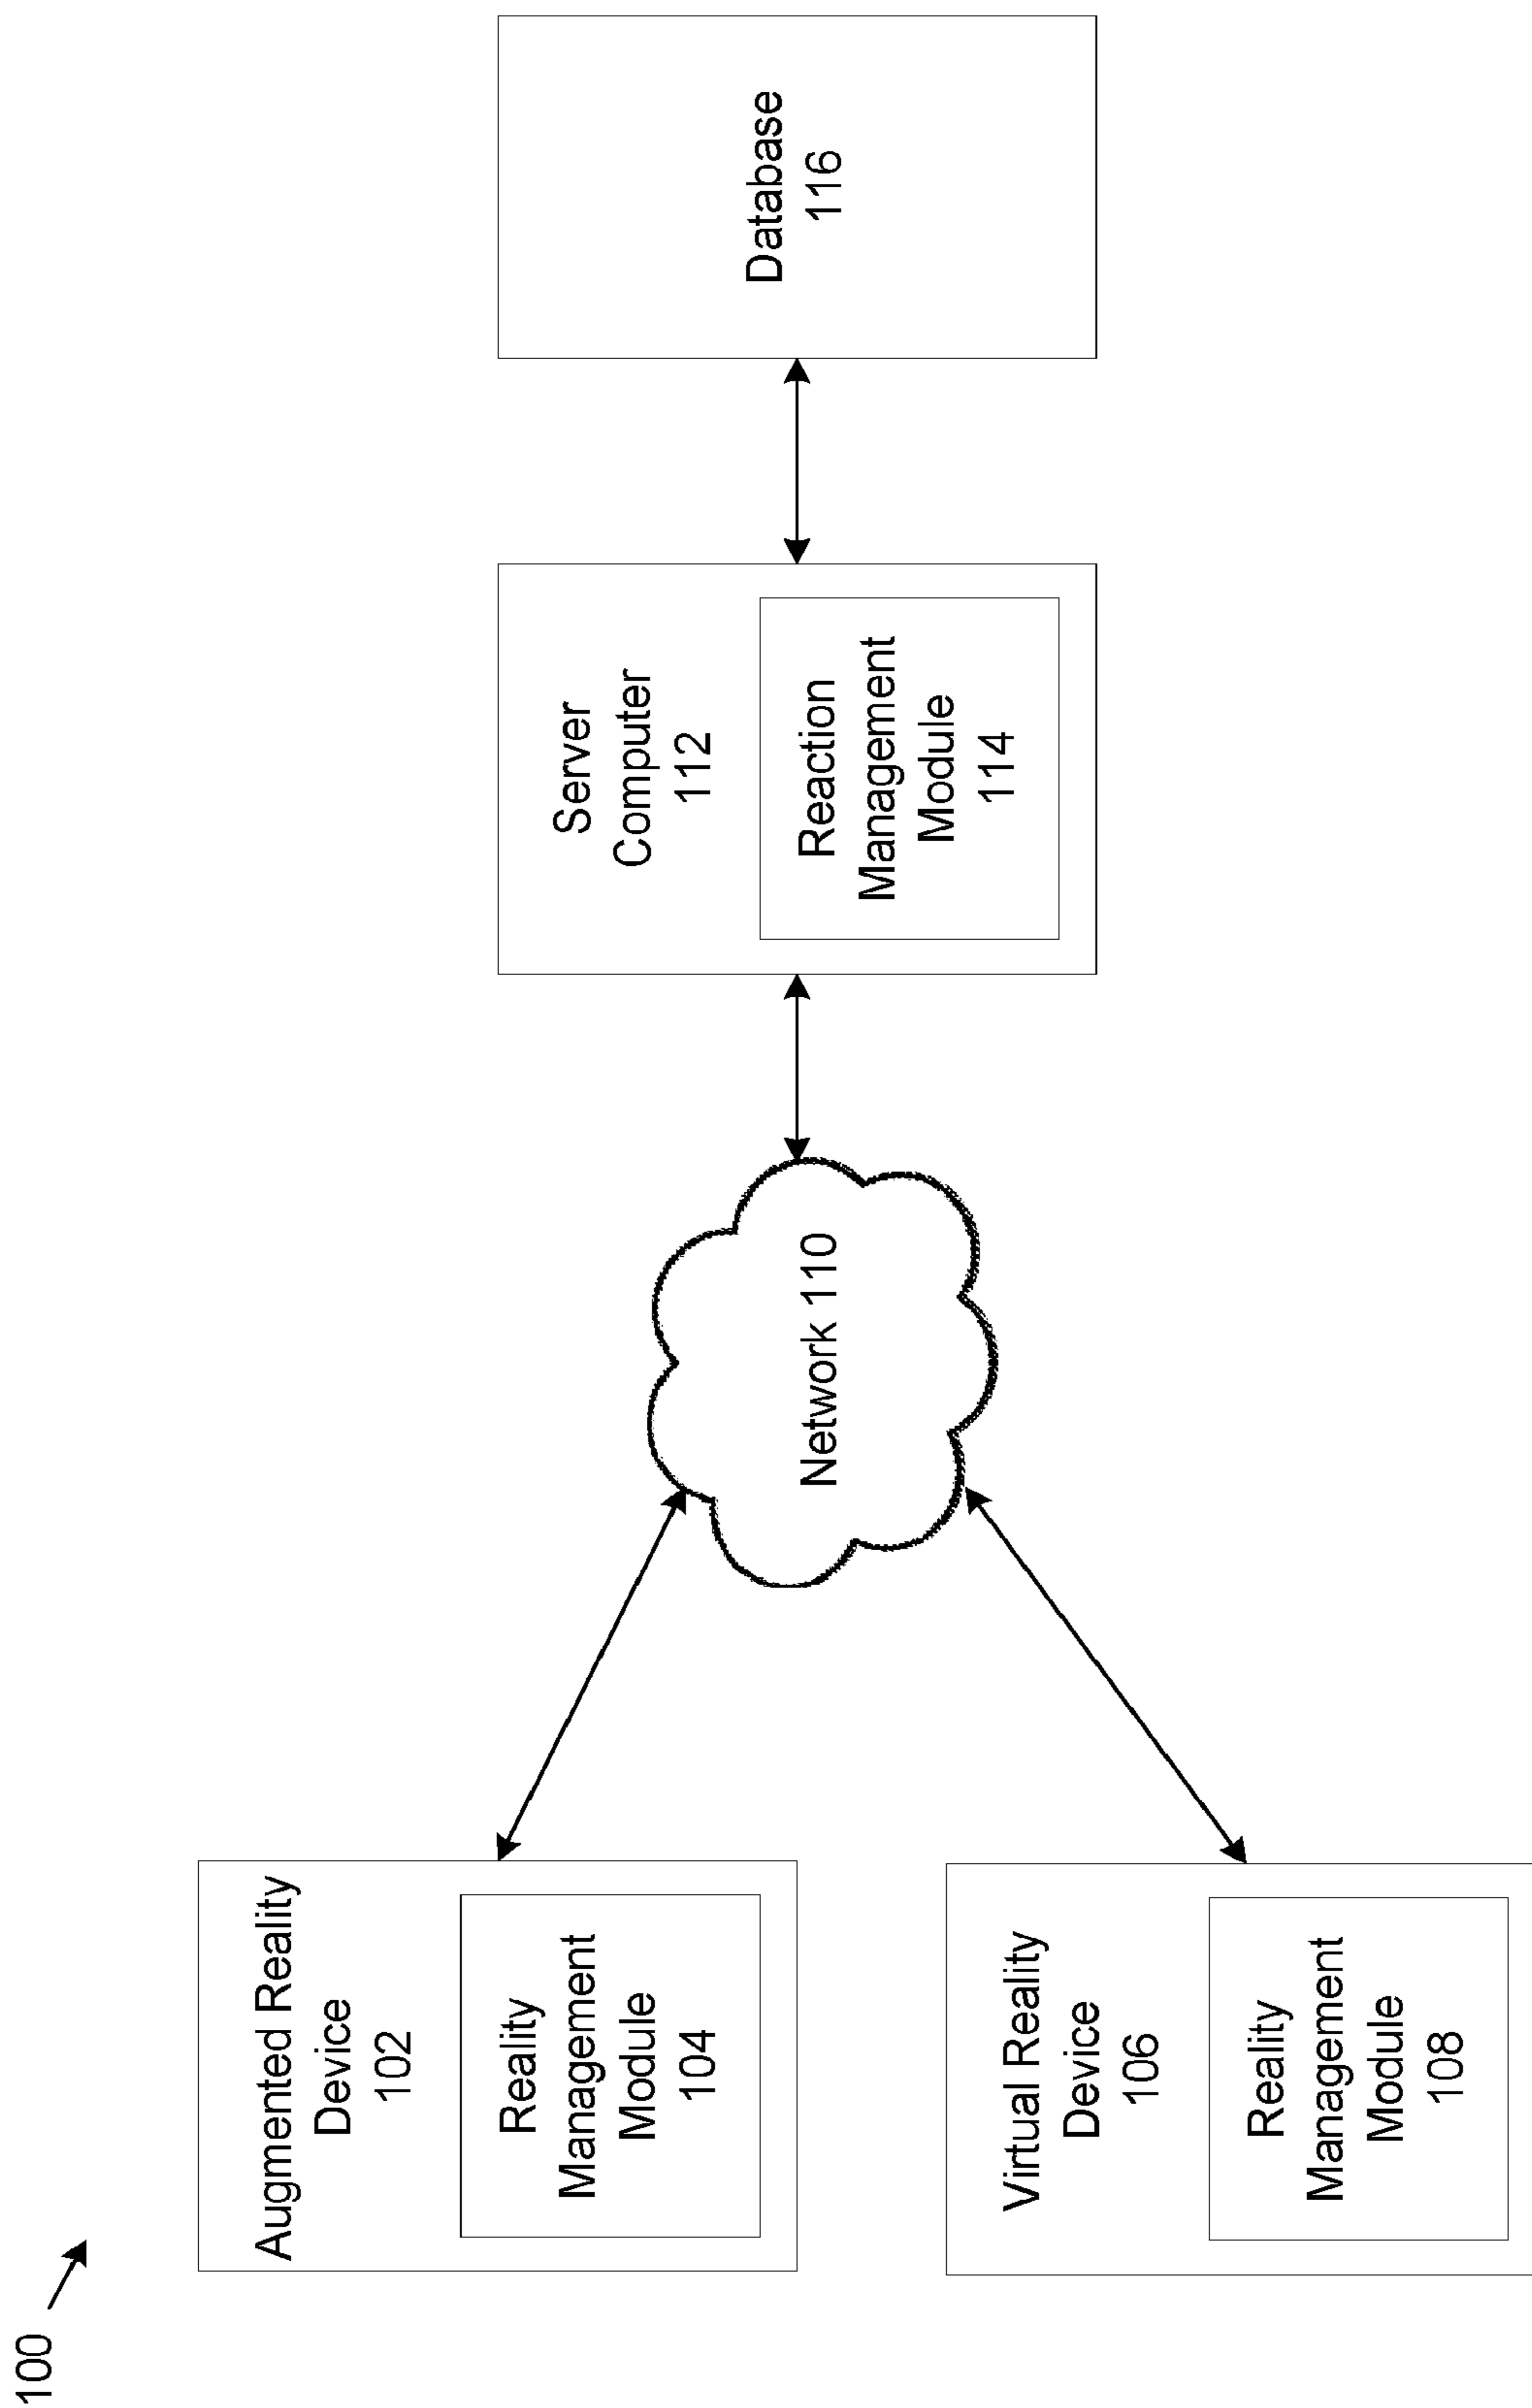 100
Augmented Reality
Device
102
Reality
Management
Module
104
Virtual Reality
Device
106
Reality
Management
Module
108
Network 110
Server
Computer
112
Reaction
Management
Module
114
Database
116